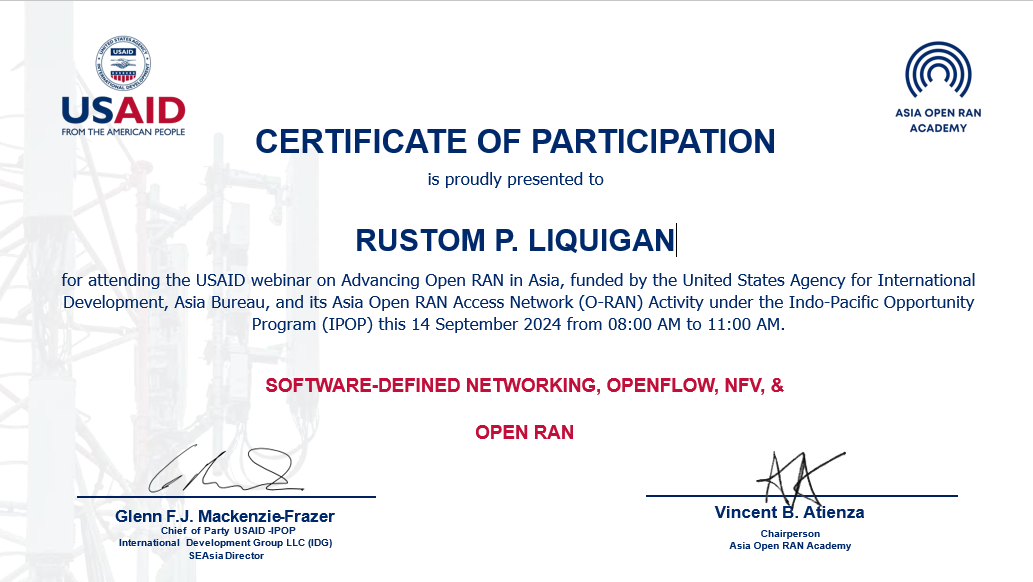 UNITED STATES AGENCY
USAID
INTERNATIONAL DEVELOPMENT
USAID
FROM THE AMERICAN PEOPLE
ASIA OPEN RAN
ACADEMY
CERTIFICATE OF PARTICIPATION
is proudly presented to
RUSTOM P. LIQUIGAN
for attending the USAID webinar on Advancing Open RAN in Asia, funded by the United States Agency for International
Development, Asia Bureau, and its Asia Open RAN Access Network (O-RAN) Activity under the Indo-Pacific Opportunity
Program (IPOP) this 14 September 2024 from 08:00 AM to 11:00 AM.
SOFTWARE-DEFINED NETWORKING, OPENFLOW, NFV, &
OPEN RAN
Glenn F.J. Mackenzie-Frazer
Chief of Party USAID -IPOP
International Development Group LLC (IDG)
SEAsia Director
Vincent B. Atienza
Chairperson
Asia Open RAN Academy